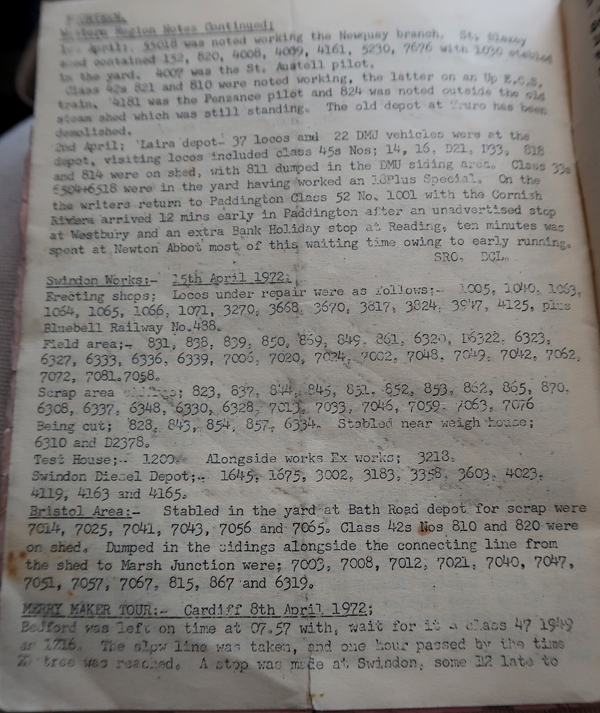 Western Region Notes Continued;
1st April; 55018 was noted working the Newquay branch. St. Blazey
shed contained 152, 820, 4008, 4009, 4161, 5230, 7676 with 1030 stabled
in the yard. 4007 was the St. Austell pilot.
Class 42s 821 and 810 were noted working, the latter on an Up E.C.S.
train. 4181 was the Penzance pilot and 824 was noted outside the old
steam shed which was still standing. The old depot at Truro has been
demolished.
2nd April; Laira depot- 37 locos and 22 DMU vehicles were at the
depot, visiting locos included class 45s Nos; 14, 16, D21, D33, 818
and 814 were on shed, with 811 dumped in the DMU siding area. Class 33s
6504+6518 were in the yard having worked an 18Plus Special. On the
the writers return to Paddington Class 52 No. 1001 with the Cornish
Riviera arrived 12 mins early in Paddington after an unadvertised stop
at Westbury and an extra Bank Holiday stop at Reading, ten minutes was
spent at Newton Abbot most of this waiting time owing to early running.
SRC. DCL.
Swindon Works:- 15th April 1972;
Erecting shops; Locos under repair were as follows;- 1005, 1040, 1063,
1064, 1065, 1066, 1071, 3270, 3668, 3670, 3817, 3824, 3947, 4125, plus
Bluebell Railway No.488.
Field area;- 831, 838, 839, 850, 869, 849, 861, 6320, D6322, 6323,
6327, 6333, 6336, 6339, 7006, 7020, 7024, 7002, 7048, 7049, 7042, 7062,
7072, 7081.7058.
Scrap area; 823, 837, 844, 845, 851, 852, 853, 862, 865, 870,
6308, 6337, 6348, 6330, 6328, 7013, 7033, 7046, 7059, 7063, 7076
Being cut; 828, 843, 854, 857, 6334. Stabled near weigh house;
6310 and D2378.
Test House;- 1200. Alongside works Ex works; 3218.
Swindon Diesel Depot;- 1645, 1675, 3002, 3183, 3358, 3603, 4023,
4119, 4163 and 4165.
Bristol Area:- Stabled in the yard at Bath Road depot for scrap were
7014, 7025, 7041, 7043, 7056 and 7065. Class 42s Nos 810 and 820 were
on shed. Dumped in the sidings alongside the connecting line from
the shed to Marsh Junction were; 7003, 7008, 7012, 7021, 7040, 7047,
7051, 7057, 7067, 815, 867 and 6319.
MERRY MAKER TOUR:- Cardiff 8th April 1972;
Bedford was left on time at 07.57 with, wait for it a class 47 1949
as 1Z16. The slow line was taken, and one hour passed by the time
tree was reached. A stop was made at Swindon, some 12 late to